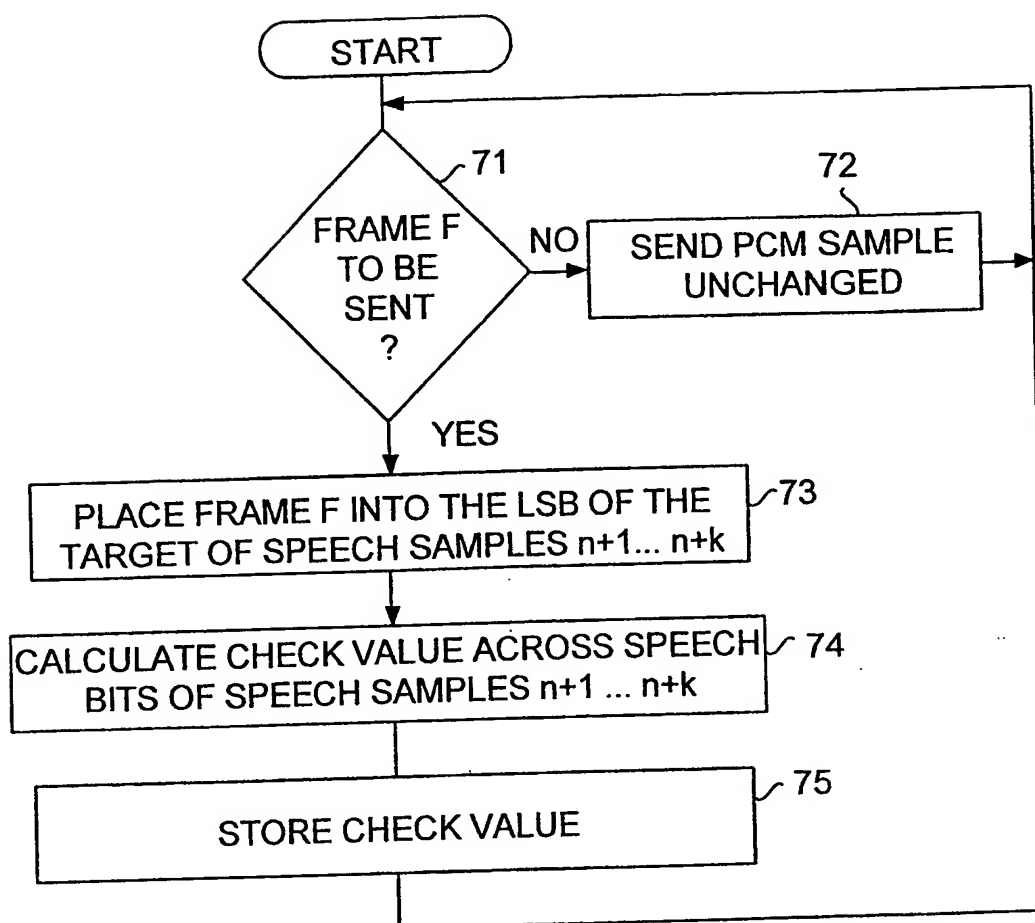 START
71
FRAME F
TO BE
SENT
?
NO
72
SEND PCM SAMPLE
UNCHANGED
YES
73
PLACE FRAME F INTO THE LSB OF THE
TARGET OF SPEECH SAMPLES n+1... n+k
74
CALCULATE CHECK VALUE ACROSS SPEECH
BITS OF SPEECH SAMPLES n+1 ... n+k
75
STORE CHECK VALUE